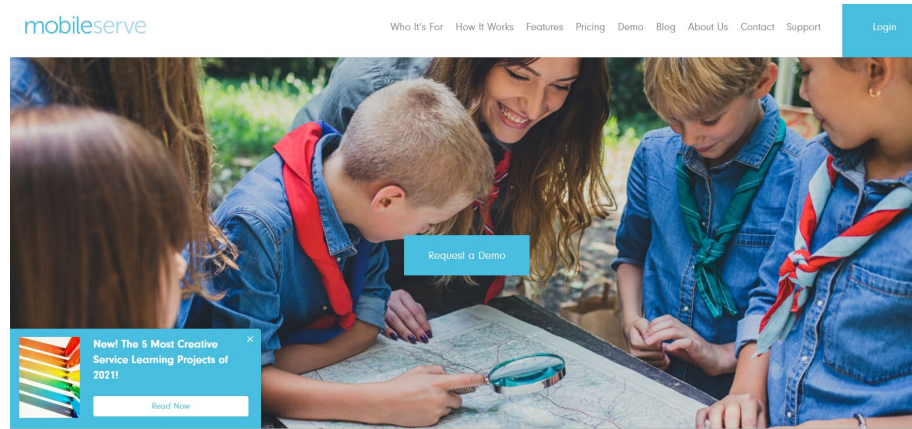 mobileserve
Who It's For How It Works Features Pricing Demo Blog About Us Contact Support Login
Request a Demo
New! The 5 Most Creative
Service Learning Projects of
2021!
Read Now